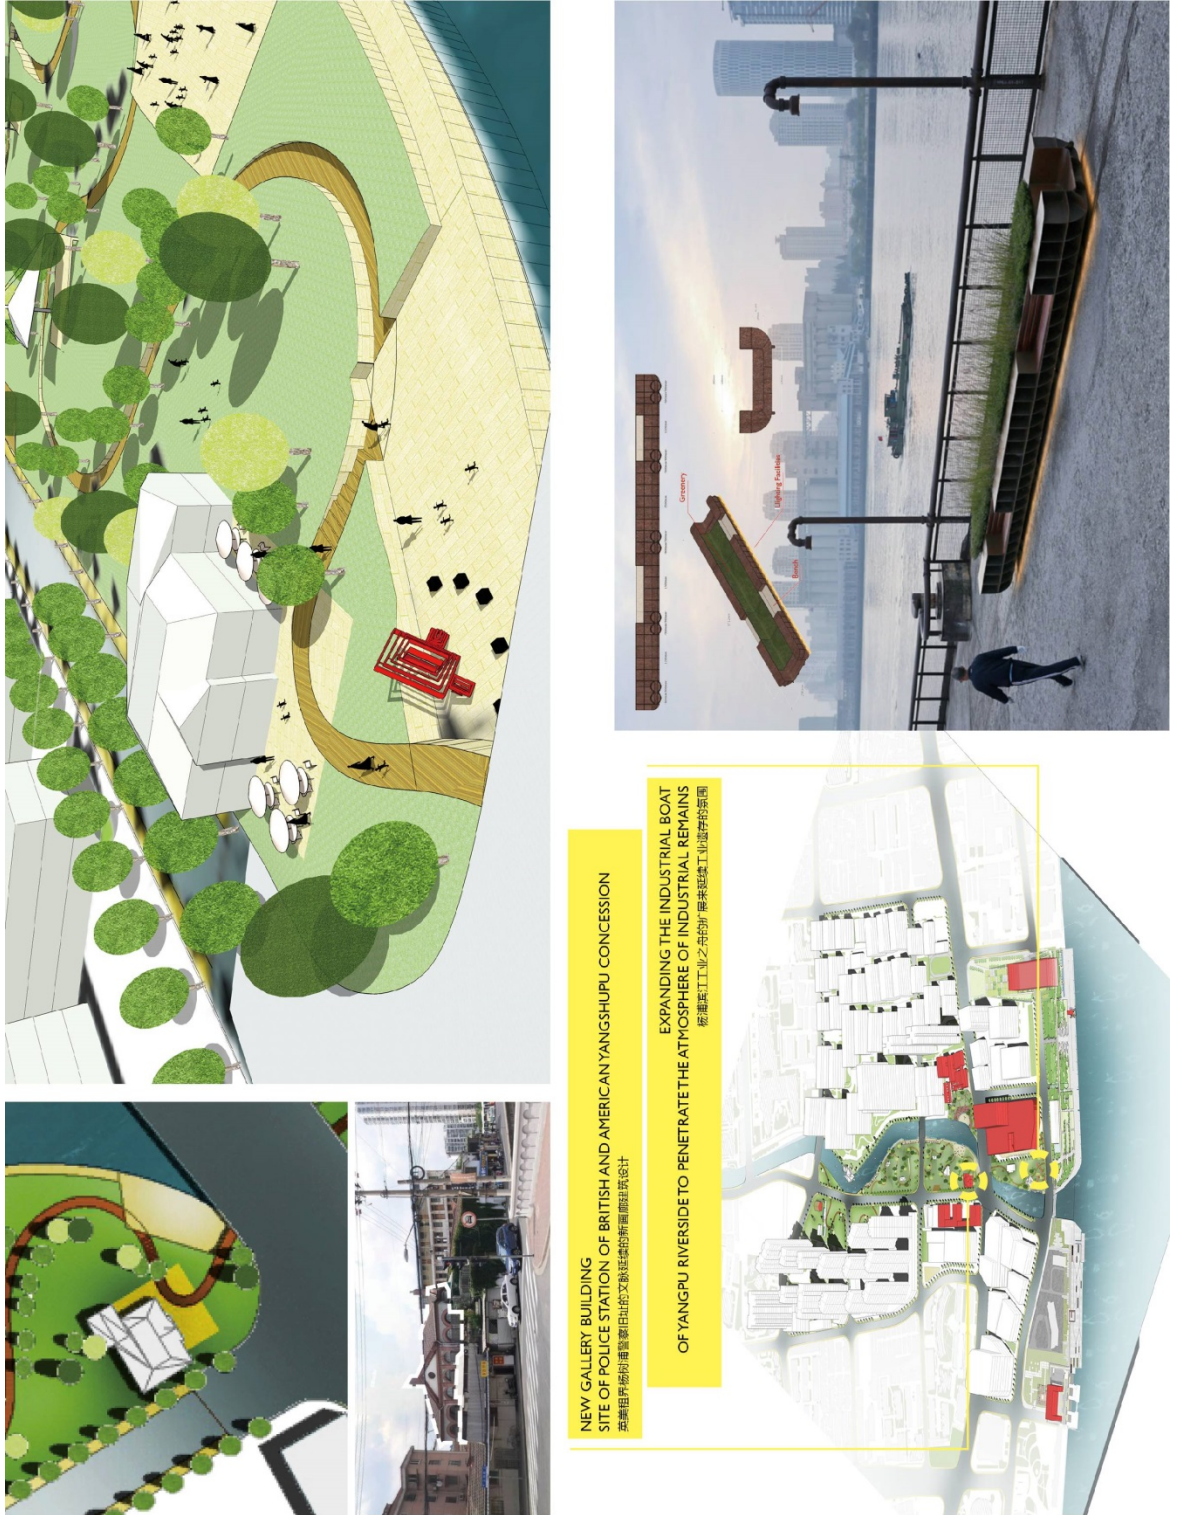 NEW GALLERY BUILDING
SITE OF POLICE STATION OF BRITISH AND AMERICAN YANGSHUPU CONCESSION
英美租界杨树浦警察旧址的文脉延续的新画廊建筑设计
EXPANDING THE INDUSTRIAL BOAT
OF YANGPU RIVERSIDE TO PENETRATE THE ATMOSPHERE OF INDUSTRIAL REMAINS
杨浦滨江工业之舟的扩展来延续工业遗存的氛围
Greenery
Lighting Facilities
Bench